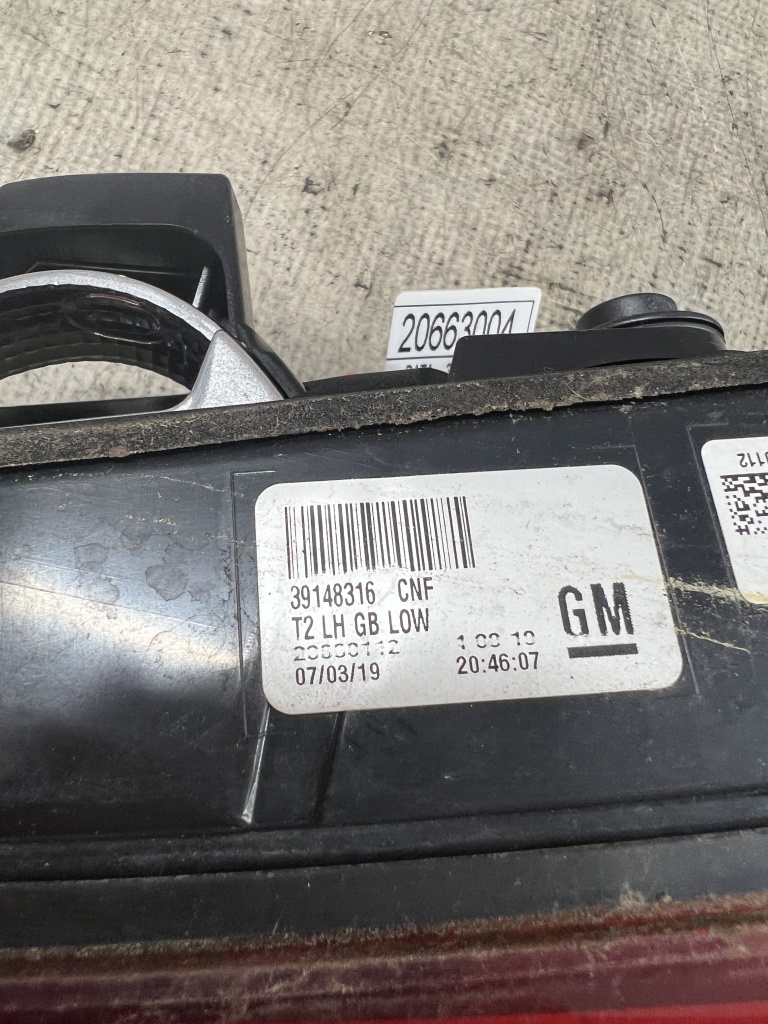 20663004
39148316 CNF
T2 LH GB LOW
GM
07/03/19 20:46:07